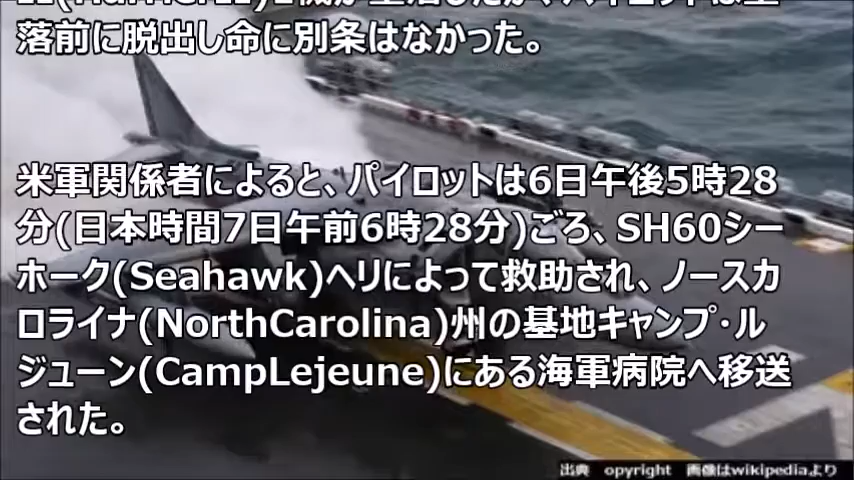 落前に脱出し命に別条はなかった。
米軍関係者によると、パイロットは6日午後5時28
分(日本時間7日午前6時28分)ごろ、SH60シー
ホーク(Seahawk)ヘリによって救助され、ノースカ
ロライナ(NorthCarolina)州の基地キャンプ・ル
ジューン(CampLejeune)にある海軍病院へ移送
された。
出典 opyright 画像はwikipediaより